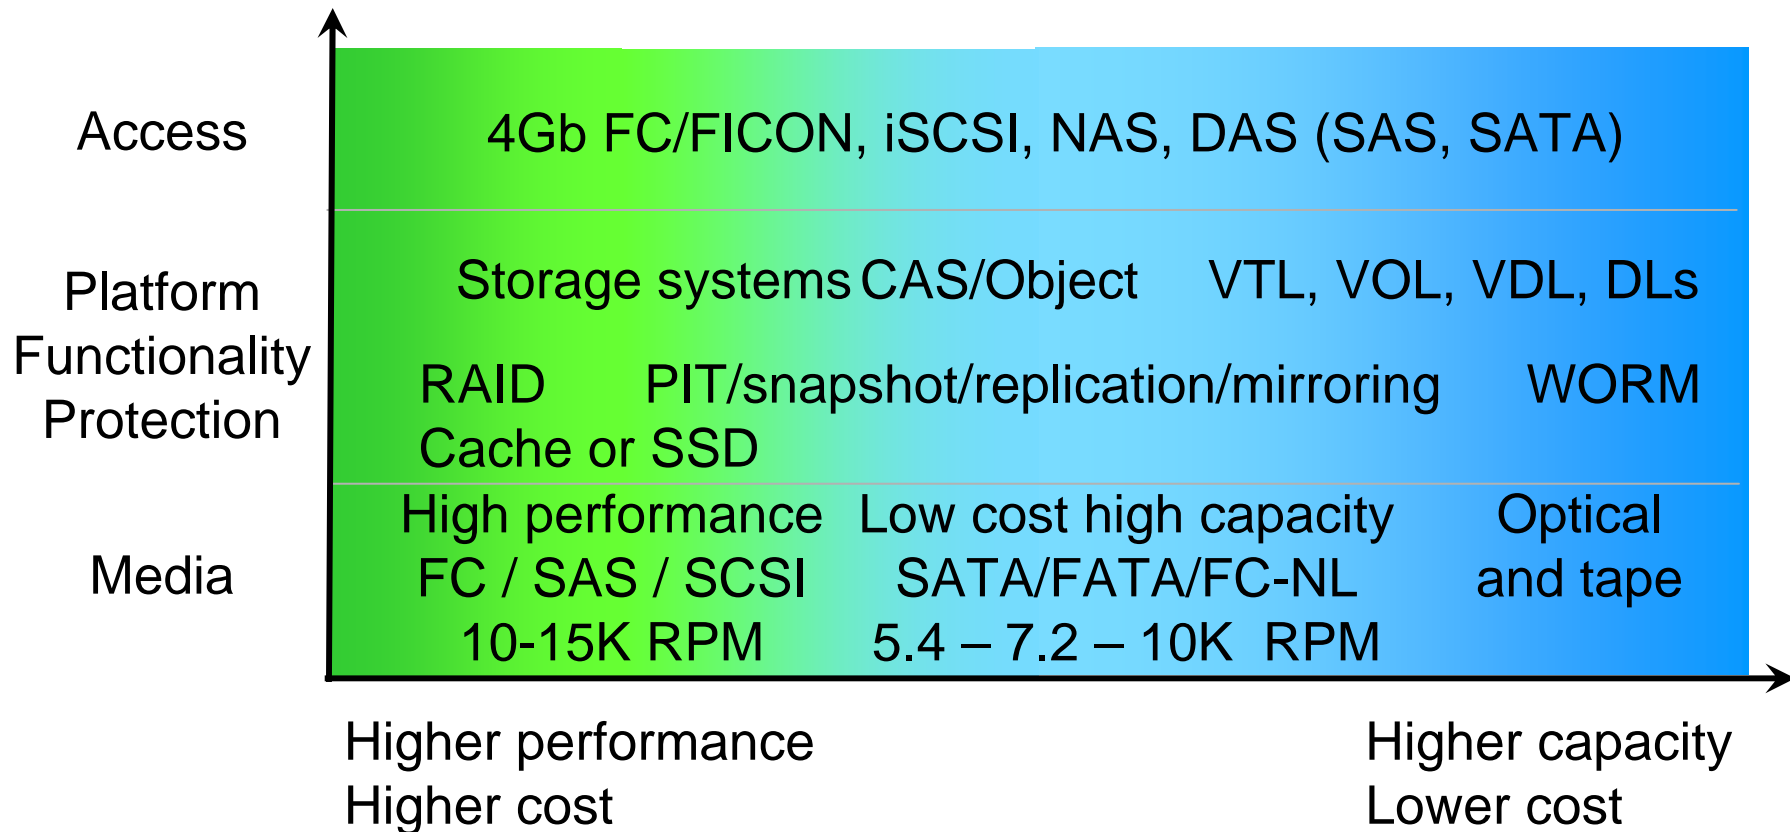 Access
4Gb FC/FICON, iSCSI, NAS, DAS (SAS, SATA)
Platform
Functionality
Protection
Storage systems CAS/Object VTL, VOL, VDL, DLs
RAID PIT/snapshot/replication/mirroring WORM
Cache or SSD
Media
High performance
FC / SAS / SCSI
10-15K RPM
Low cost high capacity
SATA/FATA/FC-NL
5.4 – 7.2 – 10K RPM
Optical
and tape
Higher performance
Higher cost
Higher capacity
Lower cost